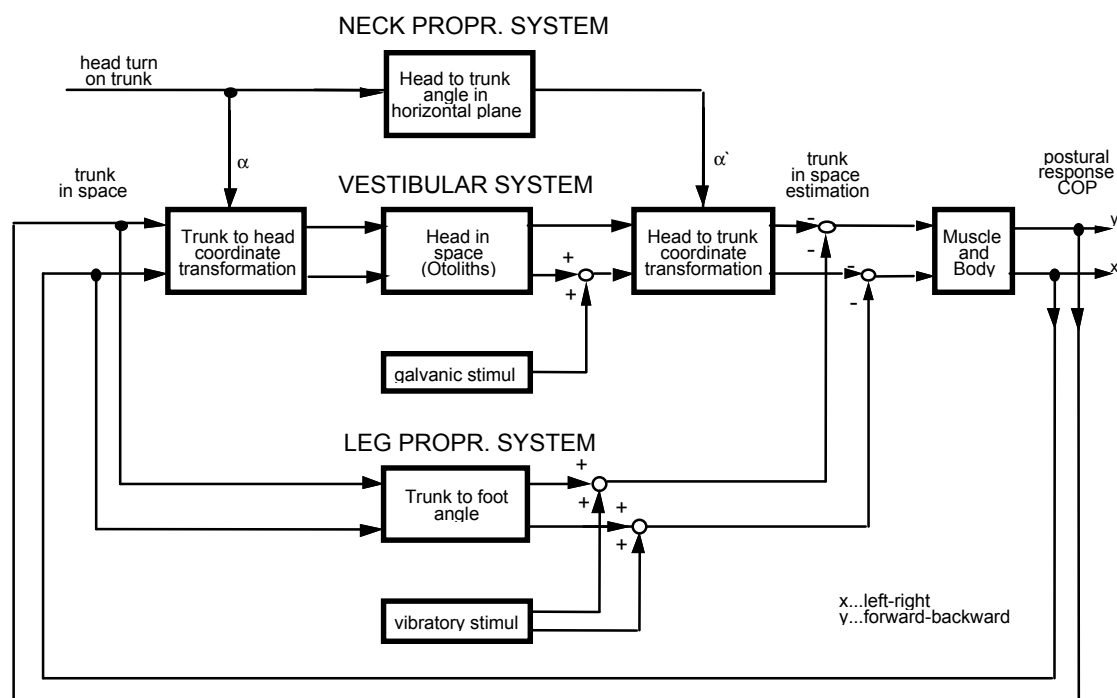 NECK PROPR. SYSTEM
head turn
on trunk
Head to trunk
angle in
horizontal plane
α
α`
trunk
in space
VESTIBULAR SYSTEM
trunk
in space
estimation
postural
response
COP
Trunk to head
coordinate
transformation
Head in
space
(Otoliths)
+
+
Head to trunk
coordinate
transformation
-
-
-
-
Muscle
and
Body
y
x
galvanic stimul
LEG PROPR. SYSTEM
Trunk to foot
angle
+
+
+
+
vibratory stimul
x...left-right
y...forward-backward